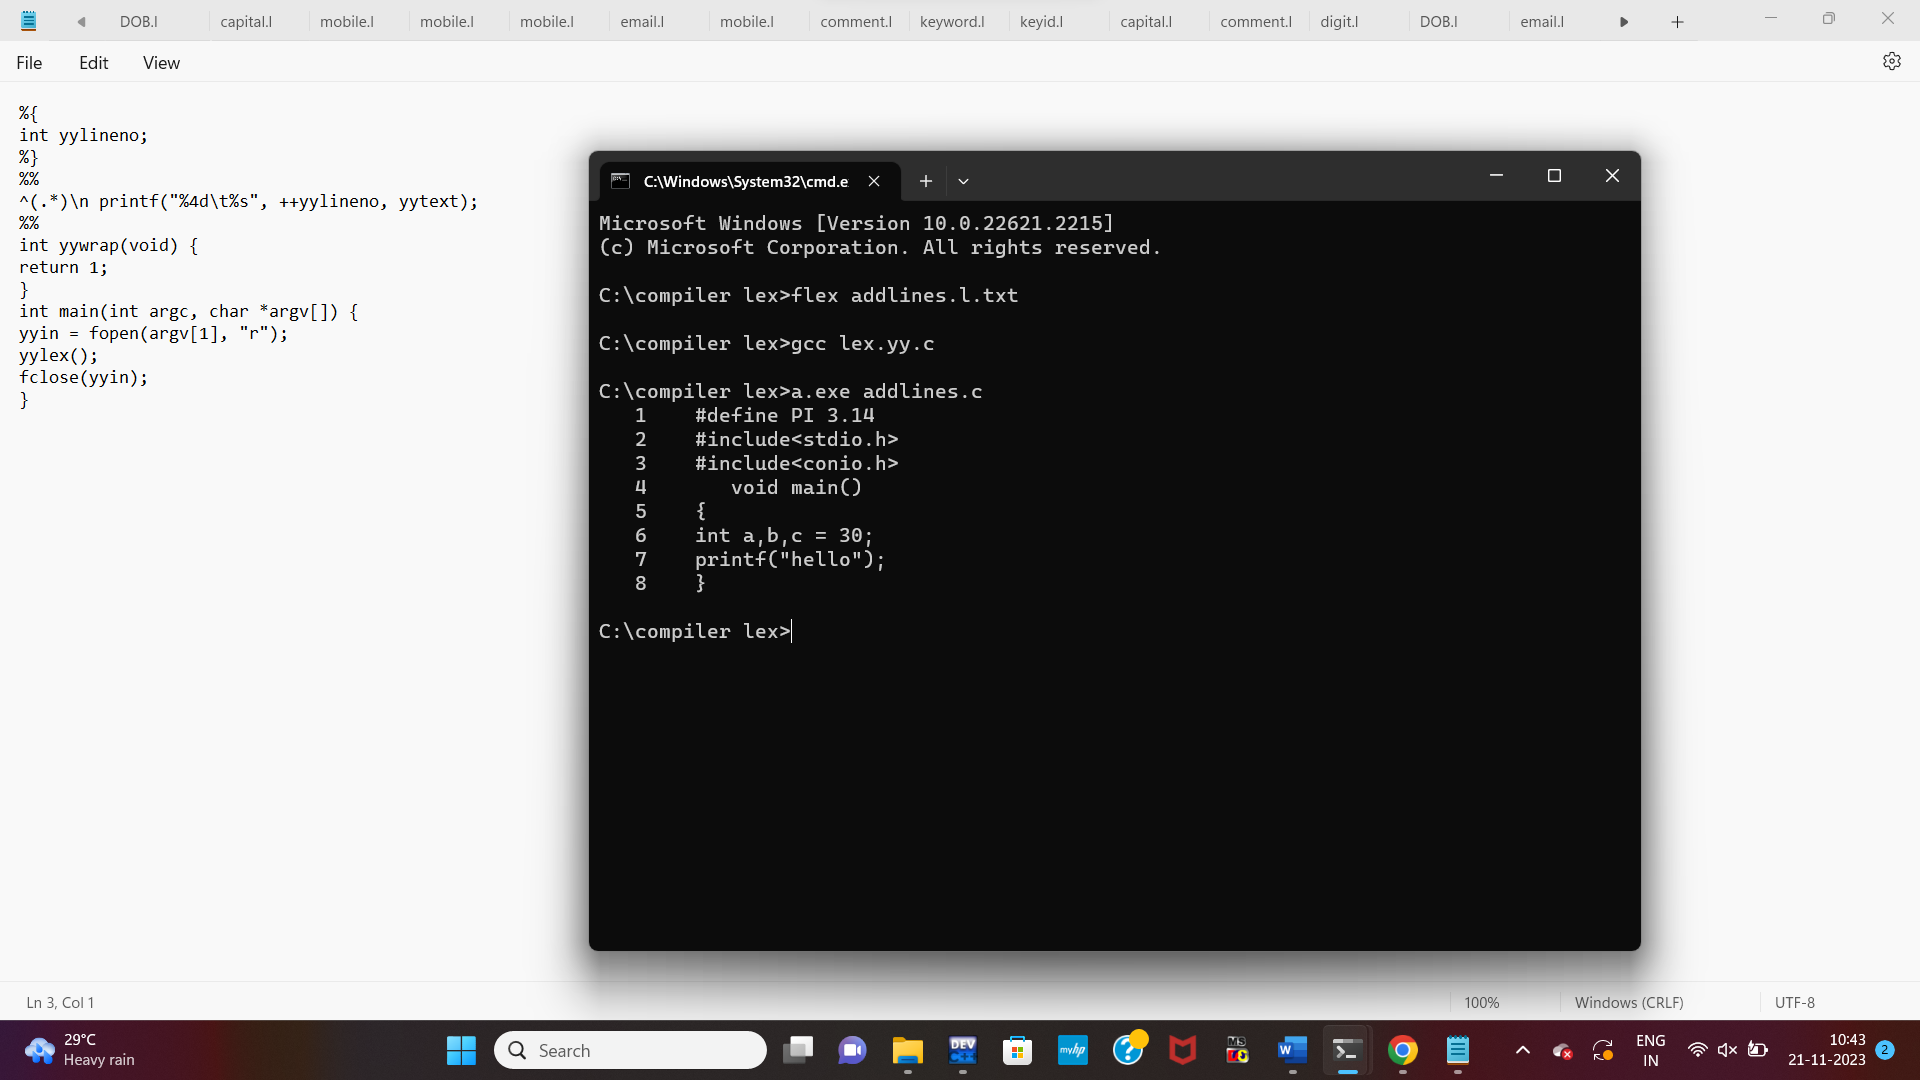 DOB.l capital.l mobile.l mobile.l mobile.l email.l mobile.l comment.l keyword.l keyid.l capital.l comment.l digit.l DOB.l email.l
File Edit View
%{
int yylineno;
%}
%%
^(.*)\n printf("%4d\t%s", ++yylineno, yytext);
%%
int yywrap(void) {
return 1;
}
int main(int argc, char *argv[]) {
yyin = fopen(argv[1], "r");
yylex();
fclose(yyin);
}
C:\Windows\System32\cmd.e
Microsoft Windows [Version 10.0.22621.2215]
(c) Microsoft Corporation. All rights reserved.
C:\compiler lex>flex addlines.l.txt
C:\compiler lex>gcc lex.yy.c
C:\compiler lex>a.exe addlines.c
1 #define PI 3.14
2 #include<stdio.h>
3 #include<conio.h>
4 void main()
5 {
6 int a,b,c = 30;
7 printf("hello");
8 }
C:\compiler lex>
Ln 3, Col 1 100% Windows (CRLF) UTF-8
29°C
Heavy rain
Search
DEV
C++
myhp
?
MS
W
ENG
IN
10:43
21-11-2023
2